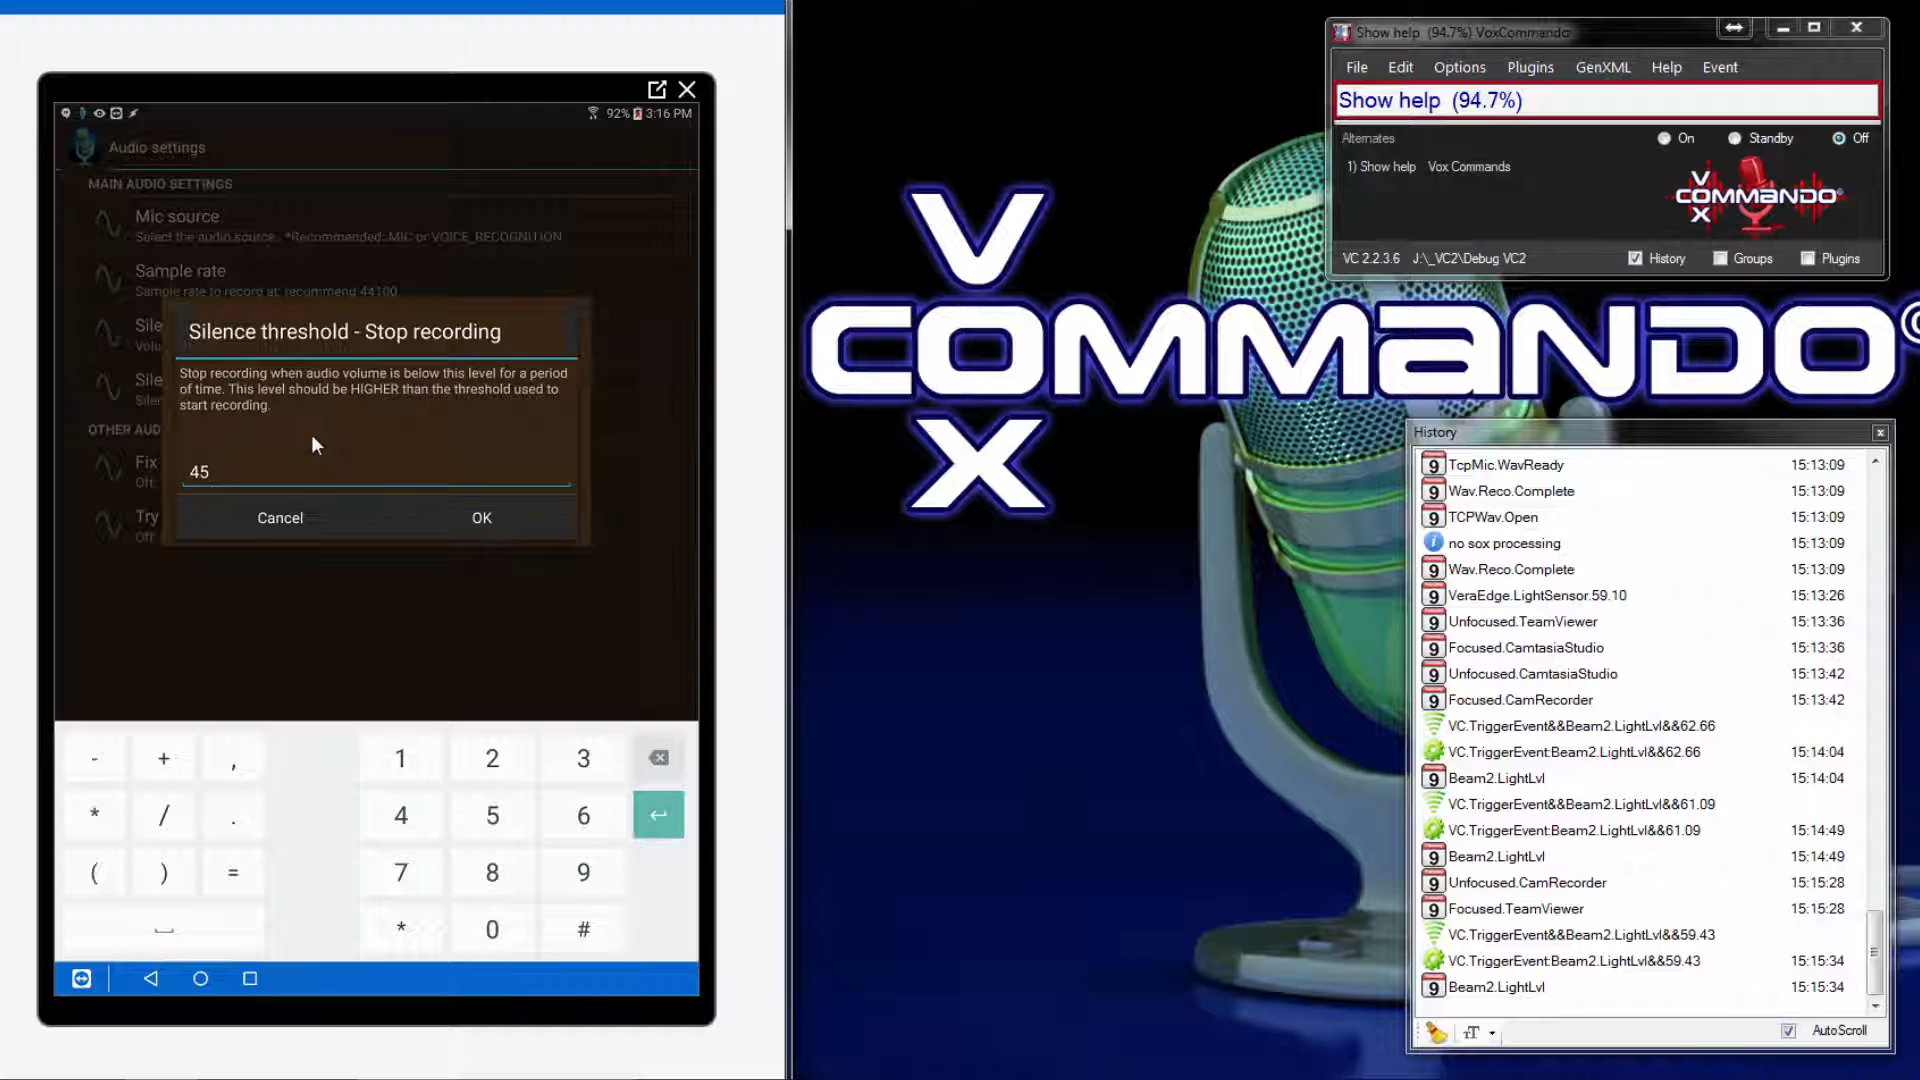 92% 3:16 PM
Audio settings
MAIN AUDIO SETTINGS
Mic source
Select the audio source. *Recommended: MIC or VOICE_RECOGNITION
Sample rate
Sample rate to record at: recommend 44100
Sile
Volu
Sile
Silen
OTHER AUD
Fix
Off:
Try
Off
Silence threshold - Stop recording
Stop recording when audio volume is below this level for a period
of time. This level should be HIGHER than the threshold used to
start recording.
45
Cancel OK
- + , 1 2 3
* / . 4 5 6
( ) = 7 8 9
* 0 #
Show help (94.7%) VoxCommando
File Edit Options Plugins GenXML Help Event
Show help (94.7%)
Alternates
On Standby Off
1) Show help Vox Commands
V
COMMANDO®
X
VC 2.2.3.6 J:\_VC2\Debug VC2
History Groups Plugins
V
COMMANDO®
X
History
TcpMic.WavReady 15:13:09
Wav.Reco.Complete 15:13:09
TCPWav.Open 15:13:09
no sox processing 15:13:09
Wav.Reco.Complete 15:13:09
VeraEdge.LightSensor.59.10 15:13:26
Unfocused.TeamViewer 15:13:36
Focused.CamtasiaStudio 15:13:36
Unfocused.CamtasiaStudio 15:13:42
Focused.CamRecorder 15:13:42
VC.TriggerEvent&&Beam2.LightLvl&&62.66
VC.TriggerEvent:Beam2.LightLvl&&62.66 15:14:04
Beam2.LightLvl 15:14:04
VC.TriggerEvent&&Beam2.LightLvl&&61.09
VC.TriggerEvent:Beam2.LightLvl&&61.09 15:14:49
Beam2.LightLvl 15:14:49
Unfocused.CamRecorder 15:15:28
Focused.TeamViewer 15:15:28
VC.TriggerEvent&&Beam2.LightLvl&&59.43
VC.TriggerEvent:Beam2.LightLvl&&59.43 15:15:34
Beam2.LightLvl 15:15:34
TT AutoScroll